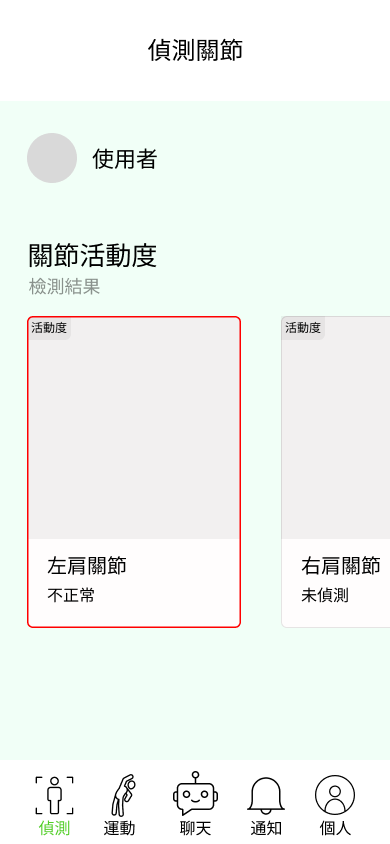 偵測關節
使用者
關節活動度
檢測結果
活動度
活動度
左肩關節
不正常
右肩關節
未偵測
偵測
運動
聊天
通知
個人